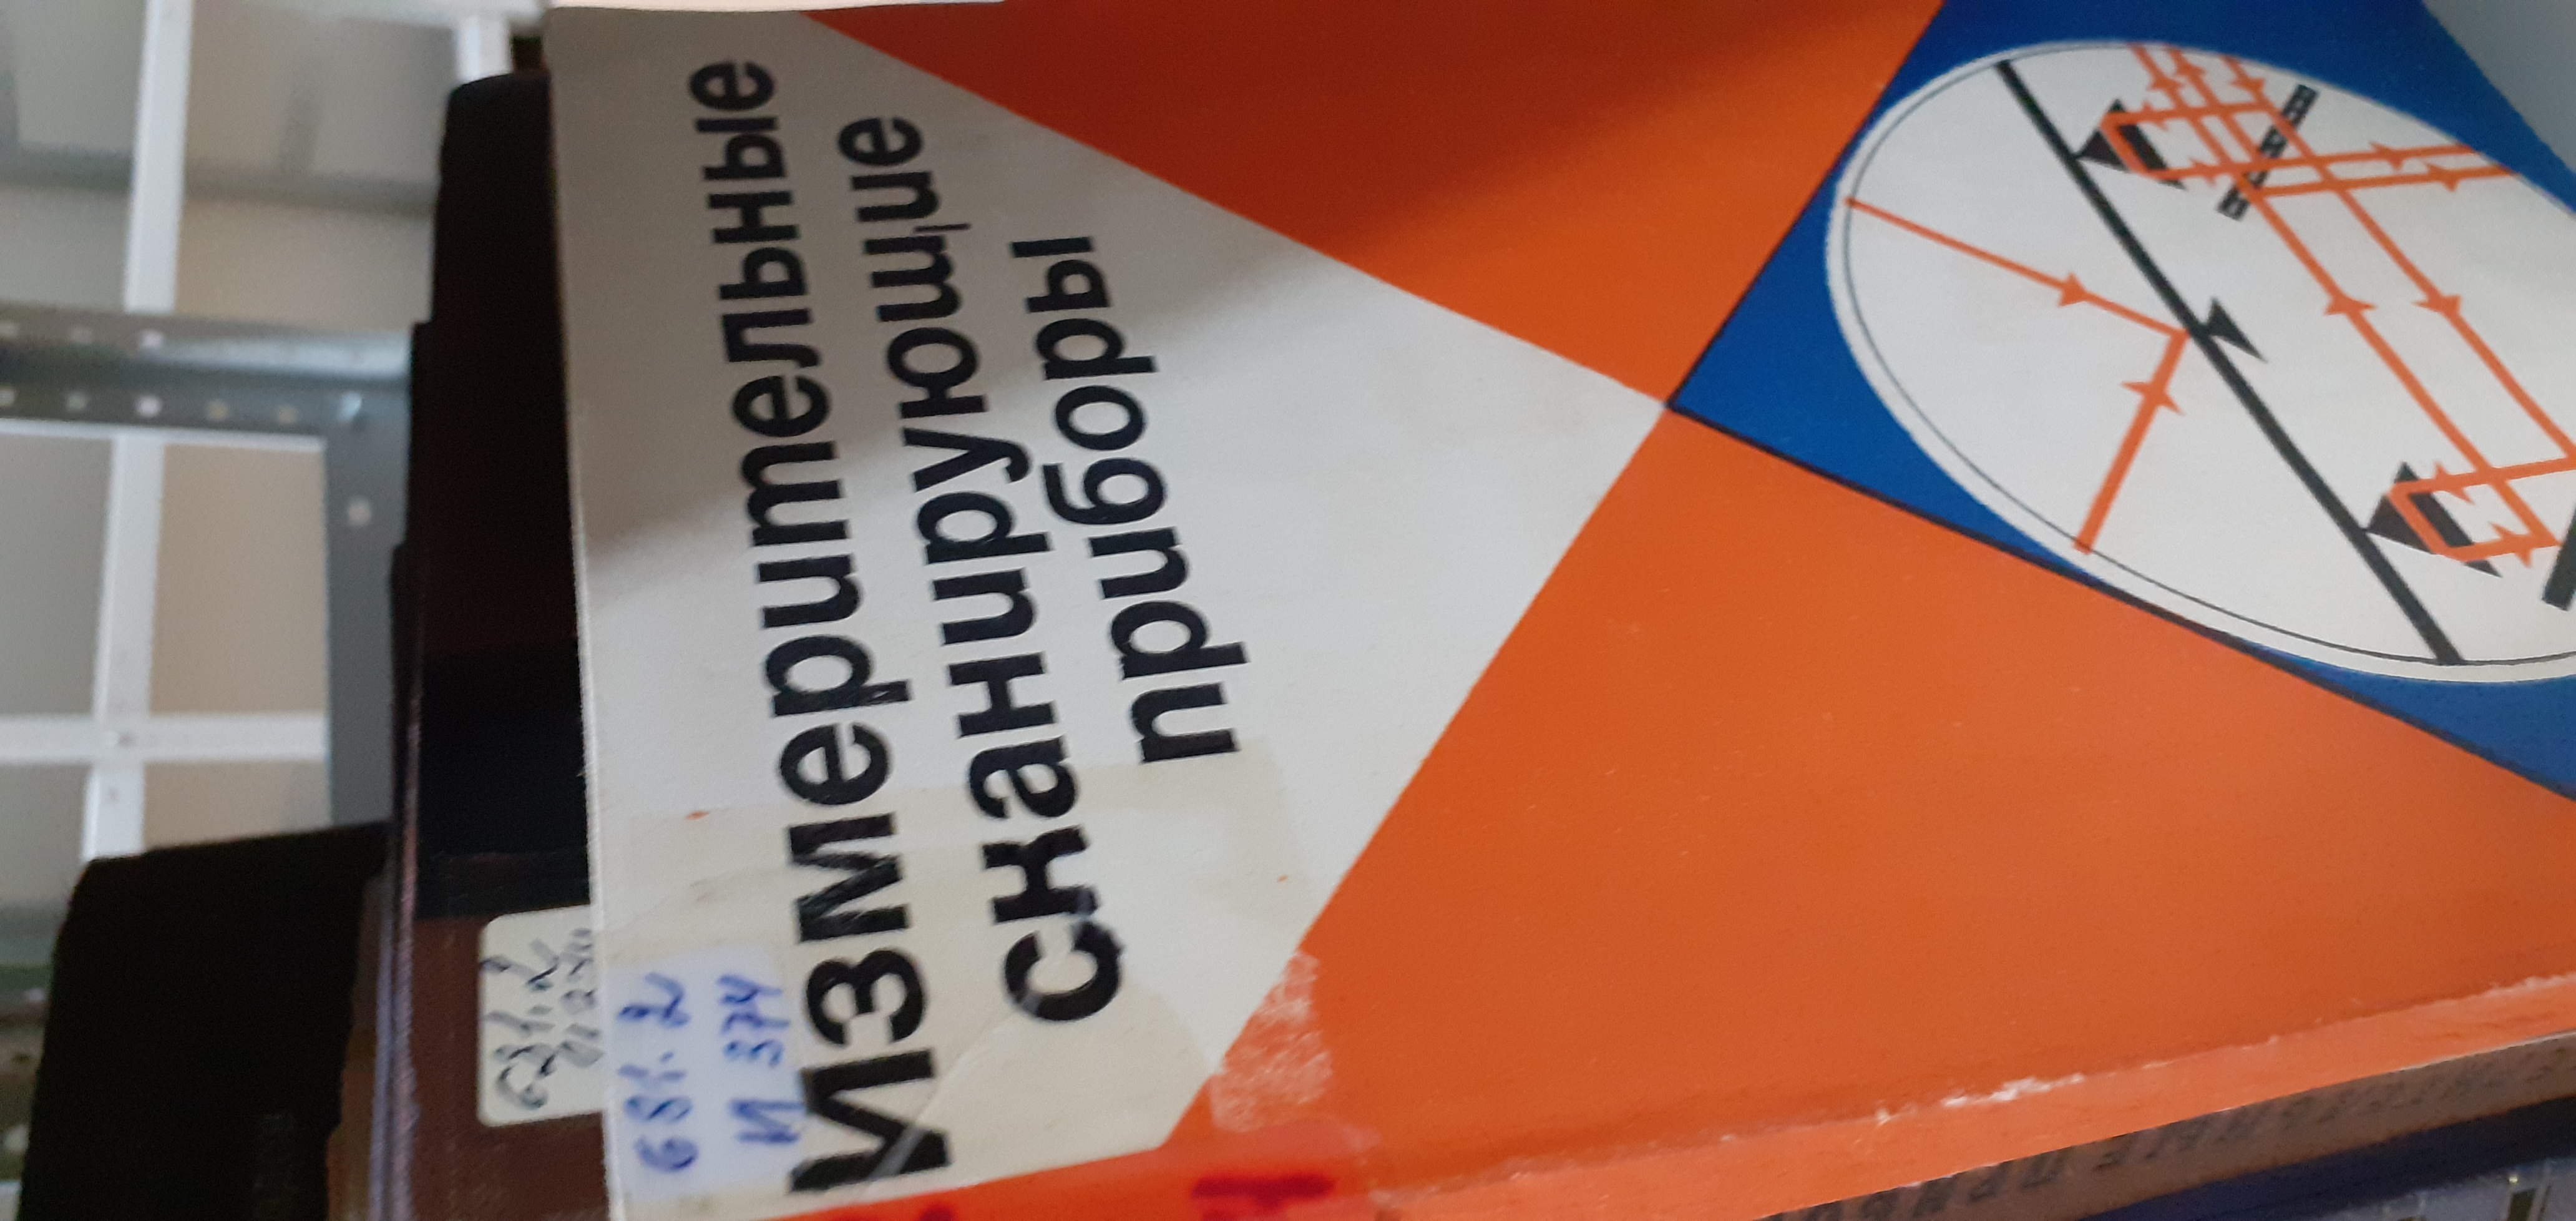 Измерительные
сканирующие
приборы
681.2
И 374